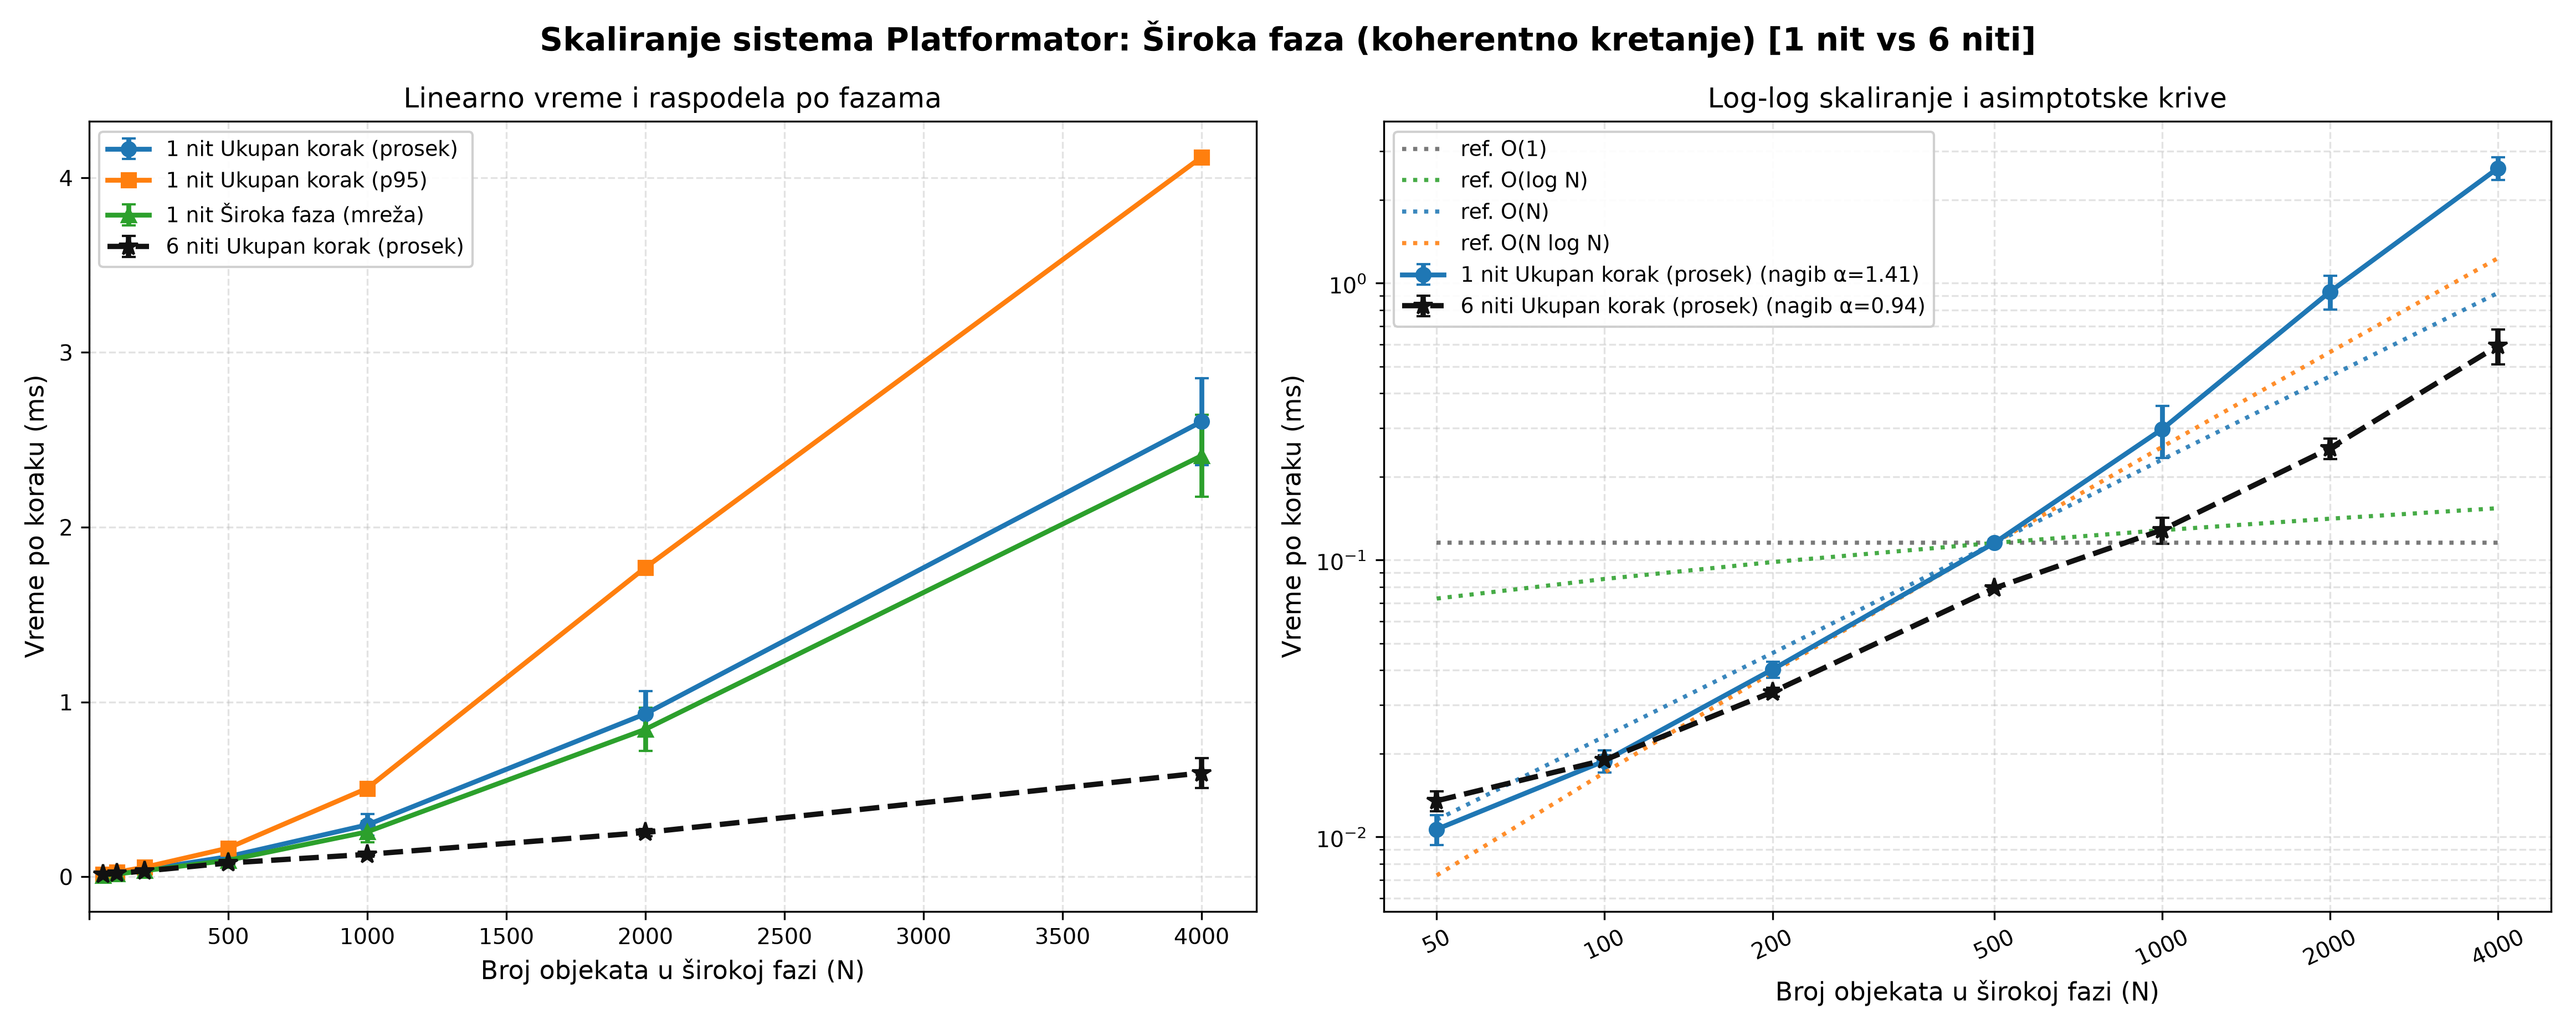 Skaliranje sistema Platformator: Široka faza (koherentno kretanje) [1 nit vs 6 niti]
Linearno vreme i raspodela po fazama
1 nit Ukupan korak (prosek)
1 nit Ukupan korak (p95)
1 nit Široka faza (mreža)
6 niti Ukupan korak (prosek)
Vreme po koraku (ms)
4
3
2
1
0
500
1000
1500
2000
2500
3000
3500
4000
Broj objekata u širokoj fazi (N)
Log-log skaliranje i asimptotske krive
ref. O(1)
ref. O(log N)
ref. O(N)
ref. O(N log N)
1 nit Ukupan korak (prosek) (nagib α=1.41)
6 niti Ukupan korak (prosek) (nagib α=0.94)
Vreme po koraku (ms)
10⁰
10⁻¹
10⁻²
50
100
200
500
1000
2000
4000
Broj objekata u širokoj fazi (N)